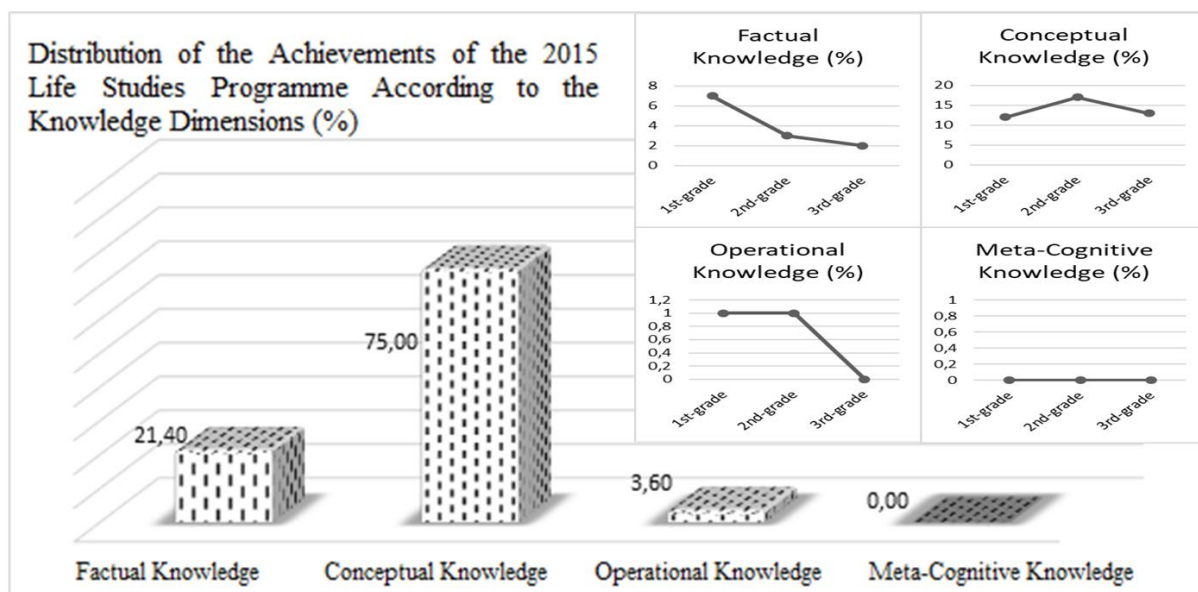 Distribution of the Achievements of the 2015
Life Studies Programme According to the
Knowledge Dimensions (%)
21,40
75,00
3,60
0,00
Factual Knowledge
Conceptual Knowledge
Operational Knowledge
Meta-Cognitive Knowledge
Factual
Knowledge (%)
8
6
4
2
0
1st-grade
2nd-grade
3rd-grade
Conceptual
Knowledge (%)
20
15
10
5
0
1st-grade
2nd-grade
3rd-grade
Operational
Knowledge (%)
1,2
1
0,8
0,6
0,4
0,2
0
1st-grade
2nd-grade
3rd-grade
Meta-Cognitive
Knowledge (%)
1
0,8
0,6
0,4
0,2
0
1st-grade
2nd-grade
3rd-grade